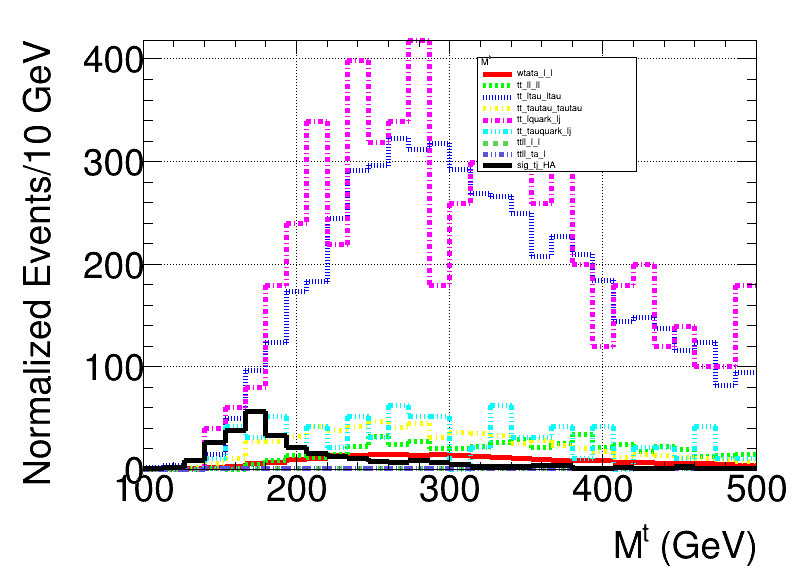 Normalized Events/10 GeV
400
300
200
100
0
100 200 300 400 500
M^t (GeV)
M^t
wtata_l_l
tt_ll_ll
tt_ltau_ltau
tt_tautau_tautau
tt_lquark_lj
tt_tauquark_lj
ttll_l_l
ttll_ta_l
sig_tj_HA